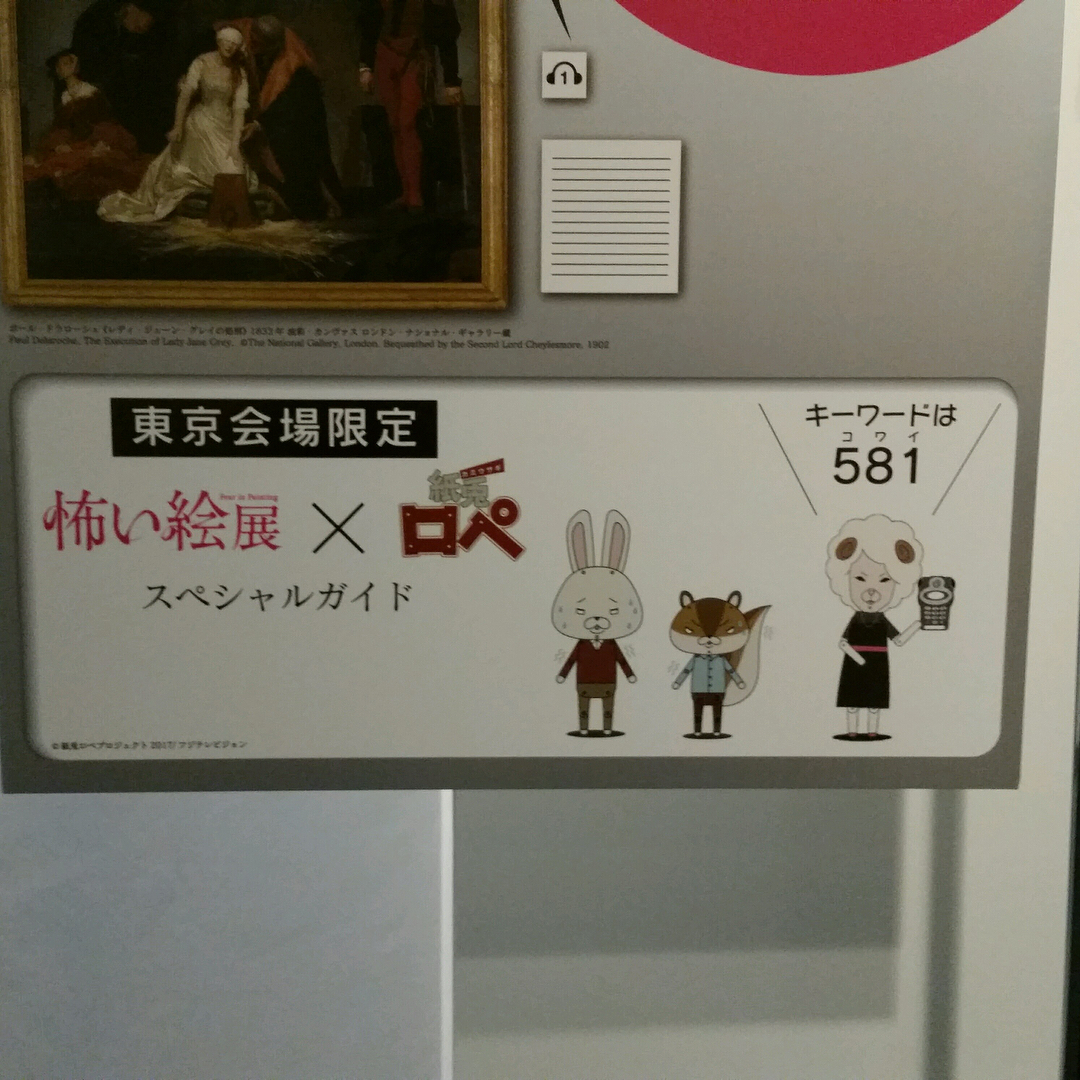 1
ポール・ドラローシュ《レディ・ジェーン・グレイの処刑》1833年 油彩・カンヴァス ロンドン・ナショナル・ギャラリー蔵
Paul Delaroche, The Execution of Lady Jane Grey, ©The National Gallery, London. Bequeathed by the Second Lord Cheylesmore, 1902
東京会場限定
キーワードは
コワイ
581
Fear in Painting
怖い絵展
×
カミウサギ
紙兎
ロペ
スペシャルガイド
©紙兎ロペプロジェクト2017/フジテレビジョン